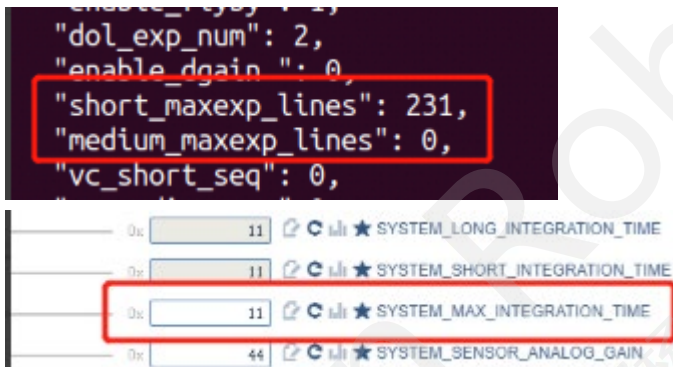 "dol_exp_num": 2,
"enable_dgain ": 0,
"short_maxexp_lines": 231,
"medium_maxexp_lines": 0,
"vc_short_seq": 0,
0x 11 SYSTEM_LONG_INTEGRATION_TIME
0x 11 SYSTEM_SHORT_INTEGRATION_TIME
0x 11 SYSTEM_MAX_INTEGRATION_TIME
0x 44 SYSTEM_SENSOR_ANALOG_GAIN